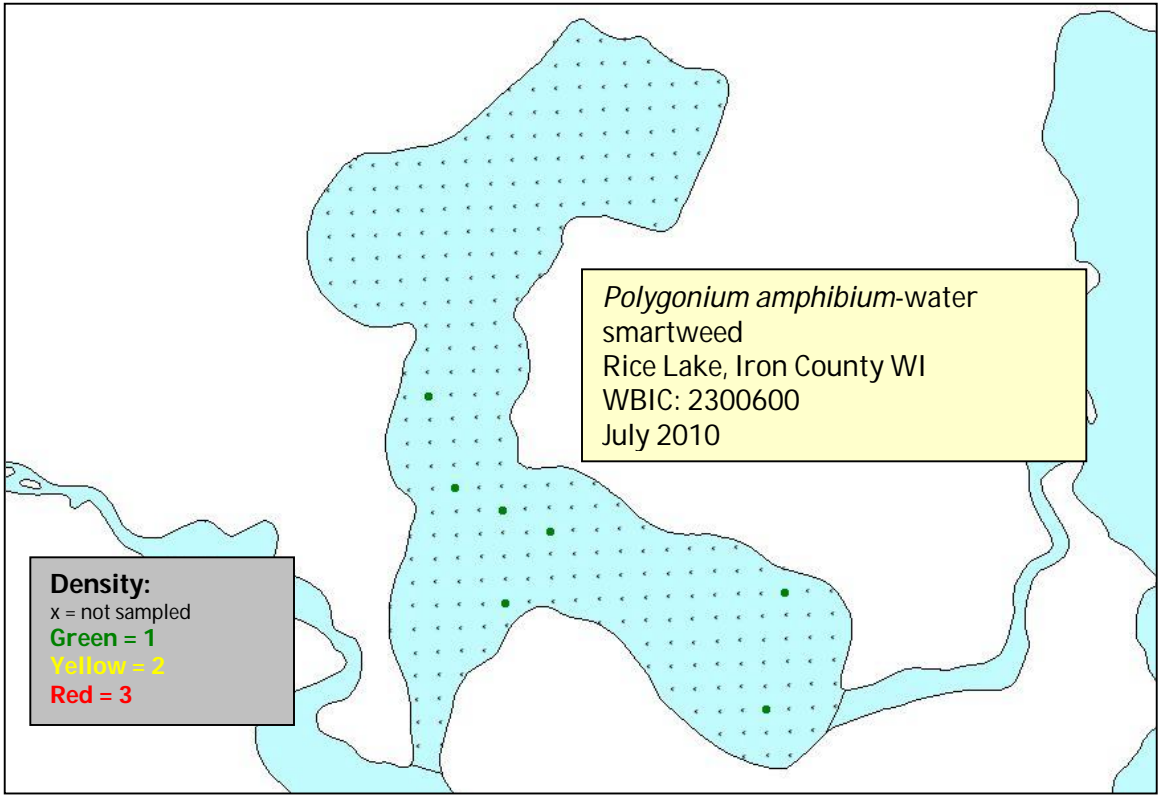 Polygonium amphibium-water
smartweed
Rice Lake, Iron County WI
WBIC: 2300600
July 2010
Density:
x = not sampled
Green = 1
Yellow = 2
Red = 3